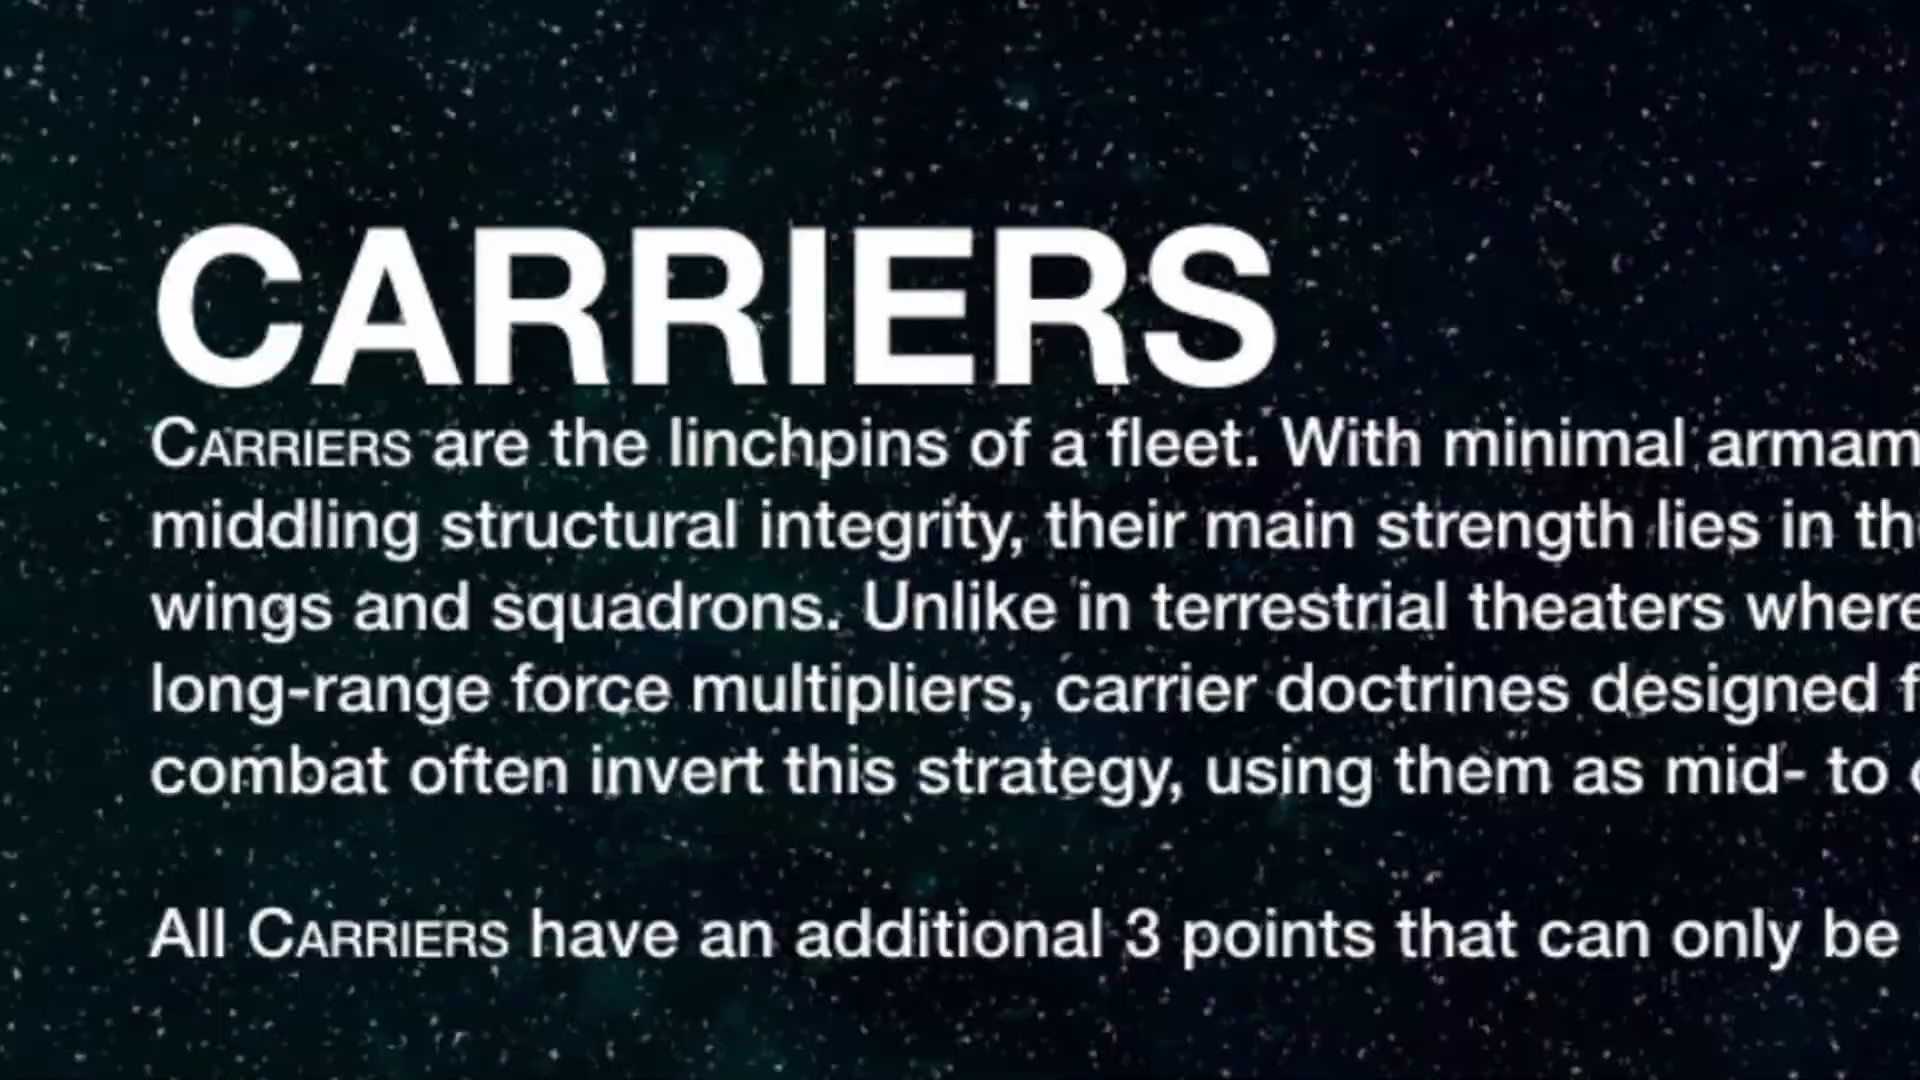 CARRIERS
CARRIERS are the linchpins of a fleet. With minimal armam
middling structural integrity, their main strength lies in th
wings and squadrons. Unlike in terrestrial theaters where
long-range force multipliers, carrier doctrines designed f
combat often invert this strategy, using them as mid- to
All CARRIERS have an additional 3 points that can only be